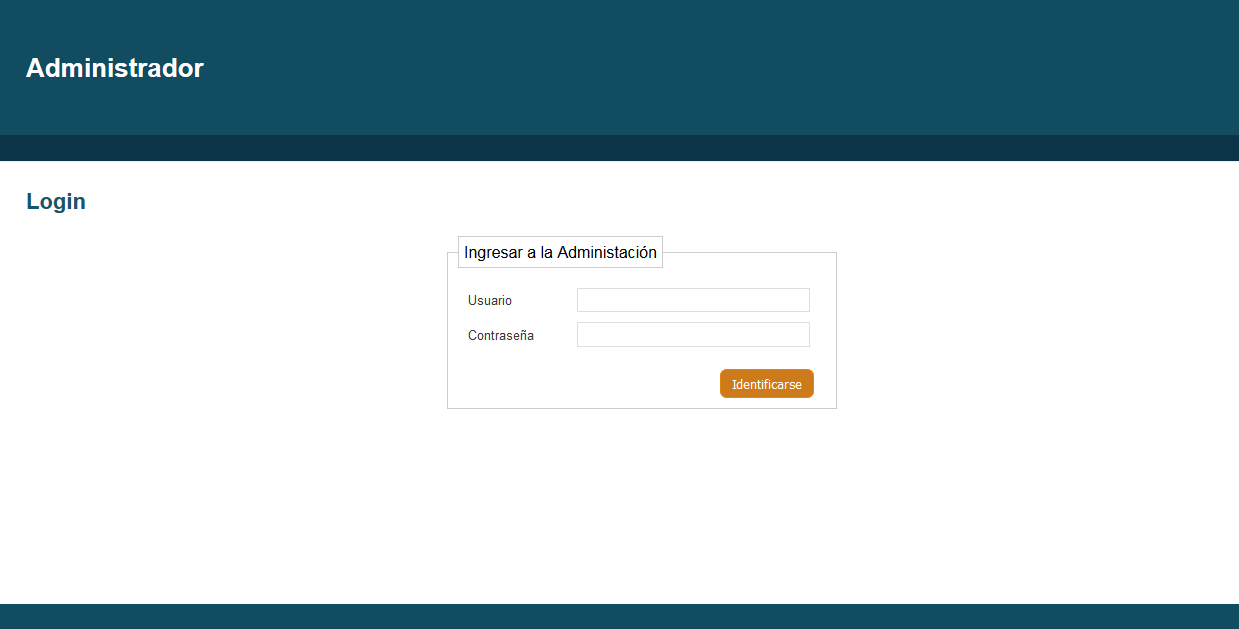 Administrador
Login
Ingresar a la Administación
Usuario
Contraseña
Identificarse